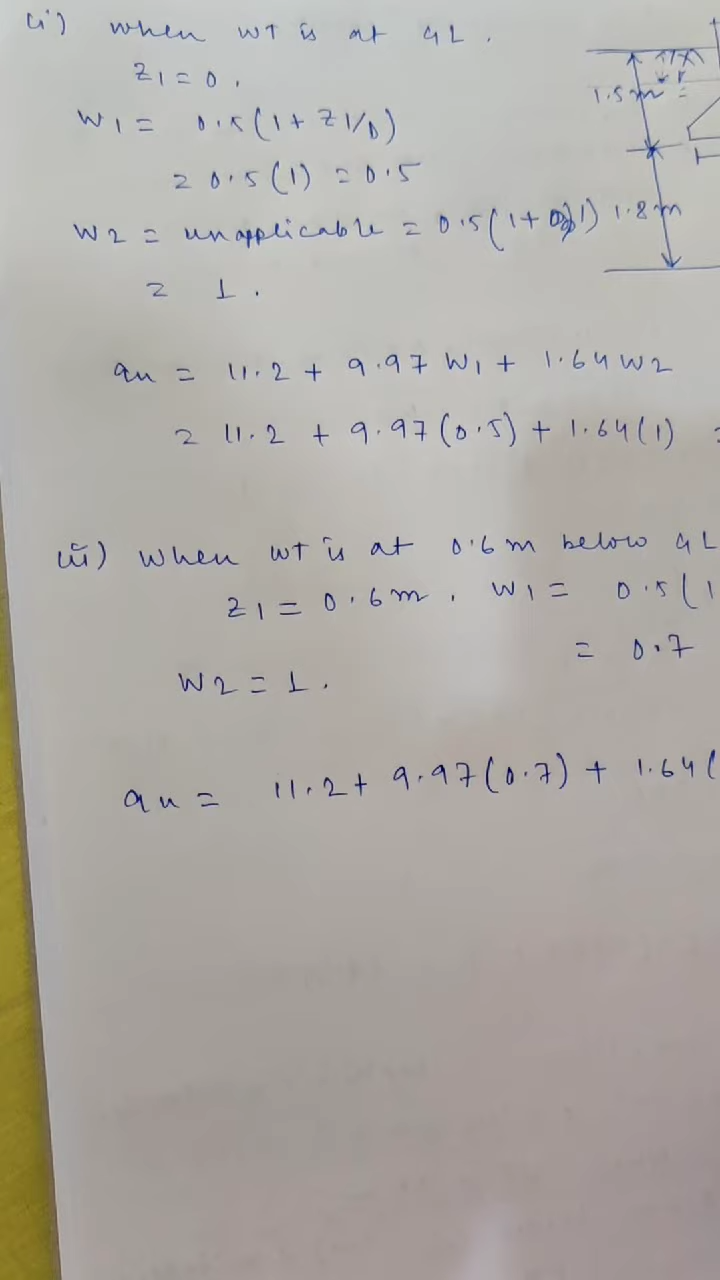 (ii) when WT is at GL.
Z1 = 0,
W1 = 0.5(1 + Z1/D)
= 0.5(1) = 0.5
W2 = unapplicable = 0.5(1 + 1)
= 1.
1.5m
1.8m
qu = 11.2 + 9.97 W1 + 1.64 W2
= 11.2 + 9.97(0.5) + 1.64(1) =
(iii) when WT is at 0.6m below GL
Z1 = 0.6m, W1 = 0.5(1
= 0.7
W2 = 1.
qu = 11.2 + 9.97(0.7) + 1.64(